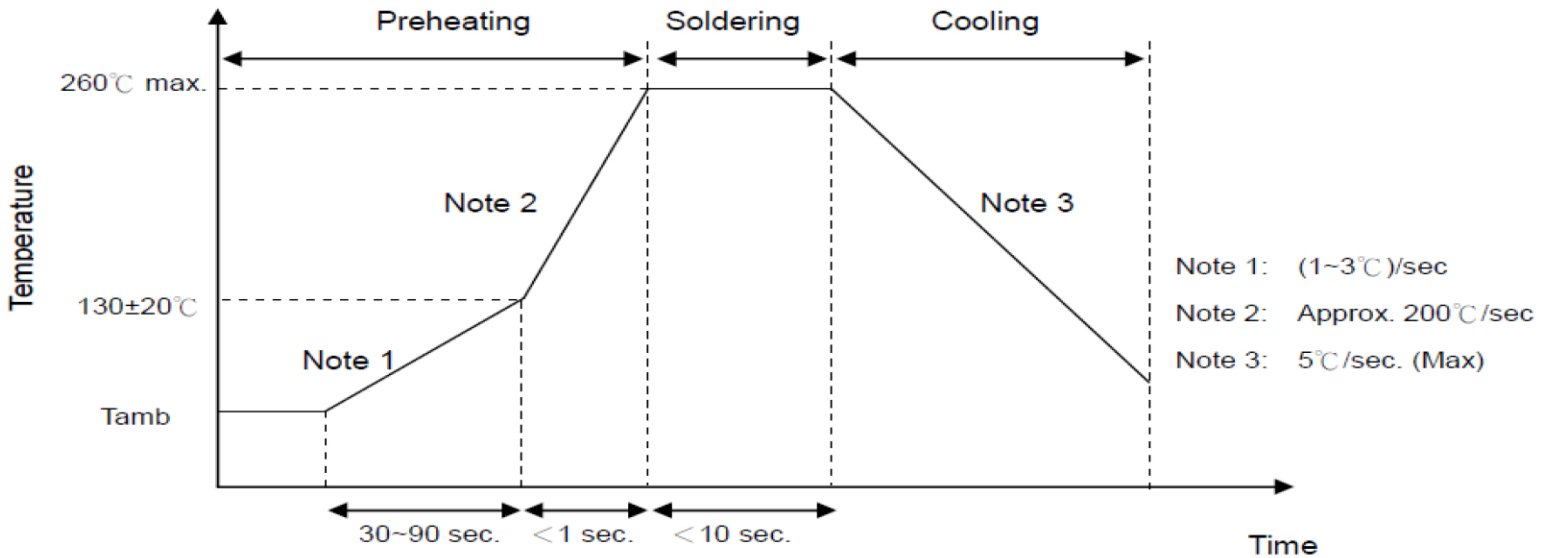 Preheating
Soldering
Cooling
260℃ max.
Temperature
Note 2
Note 3
Note 1: (1~3℃)/sec
130±20℃
Note 2: Approx. 200℃/sec
Note 1
Note 3: 5℃/sec. (Max)
Tamb
30~90 sec.
<1 sec.
<10 sec.
Time